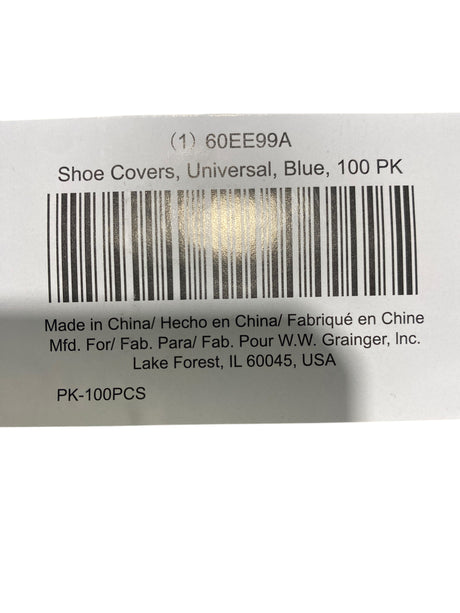 (1) 60EE99A
Shoe Covers, Universal, Blue, 100 PK
Made in China/ Hecho en China/ Fabriqué en Chine
Mfd. For/ Fab. Para/ Fab. Pour W.W. Grainger, Inc.
Lake Forest, IL 60045, USA
PK-100PCS